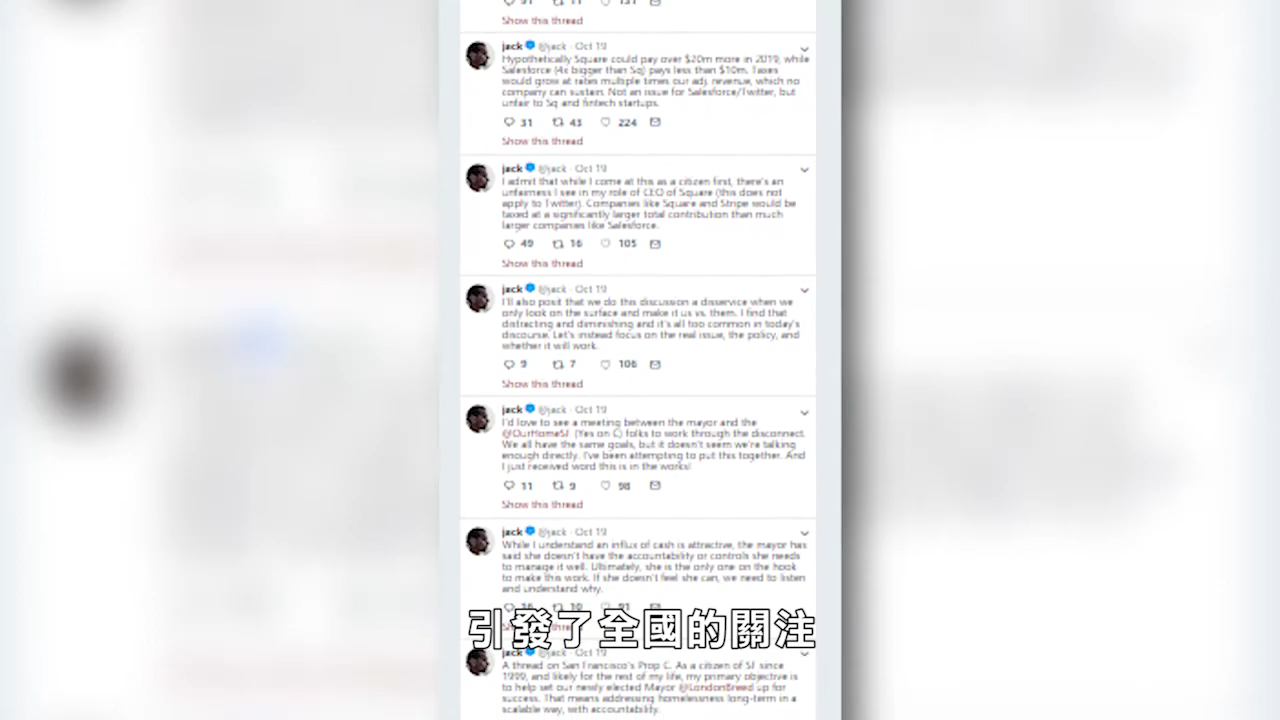 31 11 131
Show this thread
jack @jack · Oct 19
Hypothetically Square could pay over $20m more in 2019, while
Salesforce (4x bigger than Sq) pays less than $10m. Taxes
would grow at rates multiple times our adj. revenue, which no
company can sustain. Not an issue for Salesforce/Twitter, but
unfair to Sq and fintech startups.
31 43 224
Show this thread
jack @jack · Oct 19
I admit that while I come at this as a citizen first, there's an
unfairness I see in my role of CEO of Square (this does not
apply to Twitter). Companies like Square and Stripe would be
taxed at a significantly larger total contribution than much
larger companies like Salesforce.
49 16 105
Show this thread
jack @jack · Oct 19
I'll also posit that we do this discussion a disservice when we
only look on the surface and make it us vs. them. I find that
distracting and diminishing and it's all too common in today's
discourse. Let's instead focus on the real issue, the policy, and
whether it will work.
9 7 106
Show this thread
jack @jack · Oct 19
I'd love to see a meeting between the mayor and the
@OurHomeSF (Yes on C) folks to work through the disconnect.
We all have the same goals, but it doesn't seem we're talking
enough directly. I've been attempting to put this together. And
I just received word this is in the works!
11 9 98
Show this thread
jack @jack · Oct 19
While I understand an influx of cash is attractive, the mayor has
said she doesn't have the accountability or controls she needs
to manage it well. Ultimately, she is the only one on the hook
to make this work. If she doesn't feel she can, we need to listen
and understand why.
16 10 91
引發了全國的關注
jack @jack · Oct 19
A thread on San Francisco's Prop C. As a citizen of SF since
1999, and likely for the rest of my life, my primary objective is
to help set our newly elected Mayor @LondonBreed up for
success. That means addressing homelessness long-term in a
scalable way, with accountability.